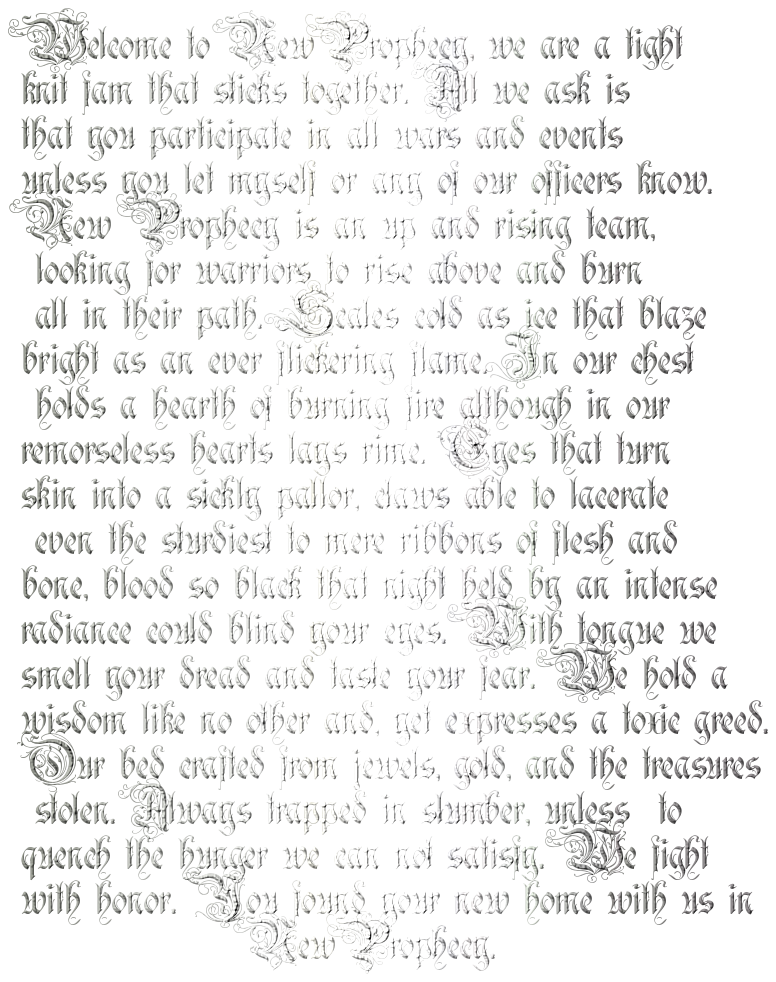 Welcome to New Prophecy, we are a tight
knit fam that sticks together. All we ask is
that you participate in all wars and events
unless you let myself or any of our officers know.
New Prophecy is an up and rising team,
looking for warriors to rise above and burn
all in their path. Scales cold as ice that blaze
bright as an ever flickering flame. In our chest
holds a hearth of burning fire although in our
remorseless hearts lays rime. Eyes that turn
skin into a sickly pallor, claws able to lacerate
even the sturdiest to mere ribbons of flesh and
bone, blood so black that night held by an intense
radiance could blind your eyes. With tongue we
smell your dread and taste your fear. We hold a
wisdom like no other and, yet expresses a toxic greed.
Our bed crafted from jewels, gold, and the treasures
stolen. Always trapped in slumber, unless to
quench the hunger we can not satisfy. We fight
with honor. You found your new home with us in
New Prophecy.